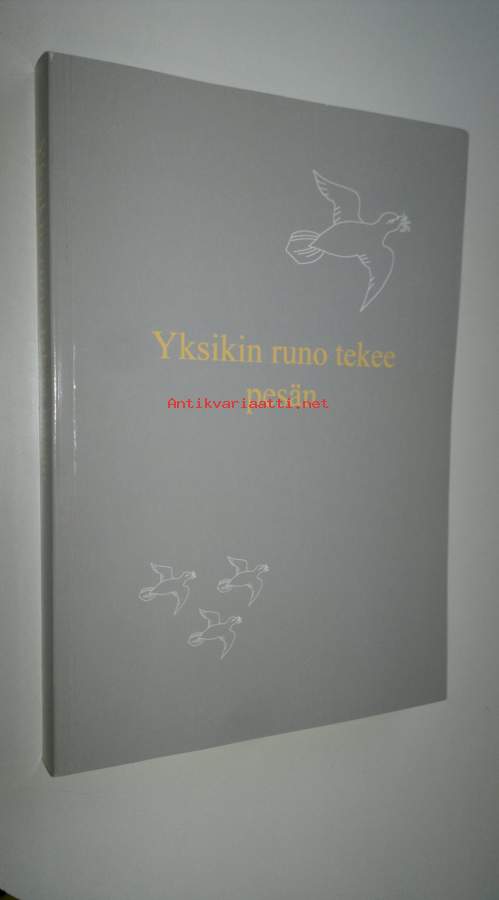 Yksikin runo tekee
pesän
Antikvariaatti.net